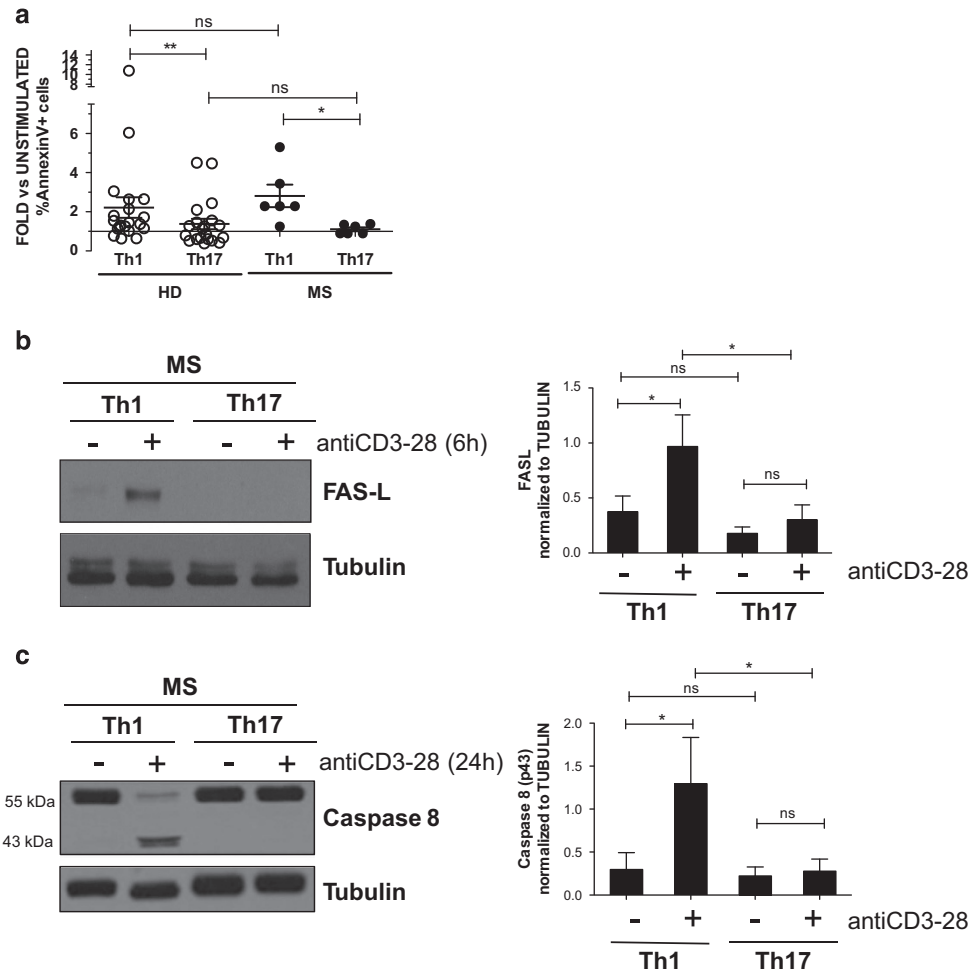 a
ns
**
ns
*
FOLD vs UNSTIMULATED
%AnnexinV+ cells
14
12
10
8
6
4
2
0
Th1 Th17 Th1 Th17
HD MS
b
MS
Th1 Th17
- + - + antiCD3-28 (6h)
FAS-L
Tubulin
*
ns
*
ns
FASL
normalized to TUBULIN
1.5
1.0
0.5
0.0
- + - + antiCD3-28
Th1 Th17
c
MS
Th1 Th17
- + - + antiCD3-28 (24h)
55 kDa
43 kDa
Caspase 8
Tubulin
*
ns
*
ns
Caspase 8 (p43)
normalized to TUBULIN
2.0
1.5
1.0
0.5
0.0
- + - + antiCD3-28
Th1 Th17